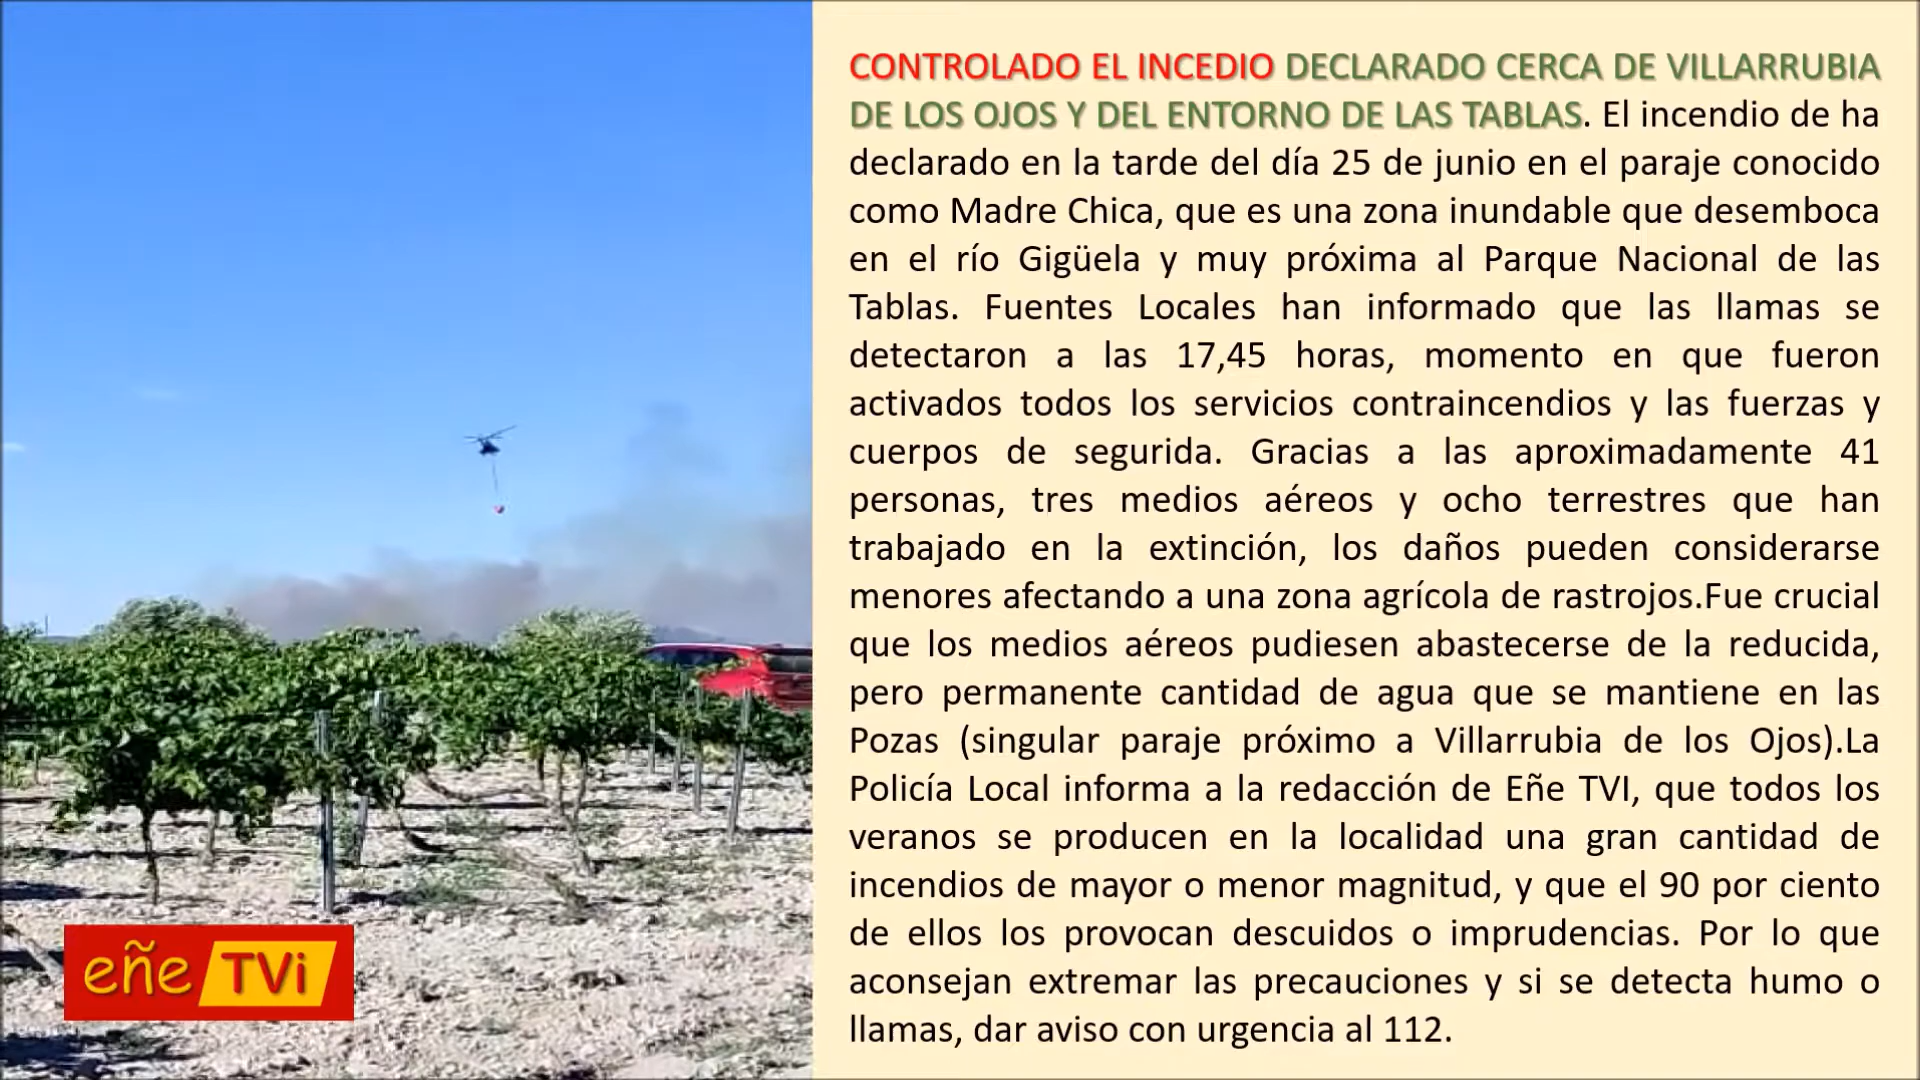 CONTROLADO EL INCEDIO DECLARADO CERCA DE VILLARRUBIA
DE LOS OJOS Y DEL ENTORNO DE LAS TABLAS. El incendio de ha
declarado en la tarde del día 25 de junio en el paraje conocido
como Madre Chica, que es una zona inundable que desemboca
en el río Gigüela y muy próxima al Parque Nacional de las
Tablas. Fuentes Locales han informado que las llamas se
detectaron a las 17,45 horas, momento en que fueron
activados todos los servicios contraincendios y las fuerzas y
cuerpos de segurida. Gracias a las aproximadamente 41
personas, tres medios aéreos y ocho terrestres que han
trabajado en la extinción, los daños pueden considerarse
menores afectando a una zona agrícola de rastrojos.Fue crucial
que los medios aéreos pudiesen abastecerse de la reducida,
pero permanente cantidad de agua que se mantiene en las
Pozas (singular paraje próximo a Villarrubia de los Ojos).La
Policía Local informa a la redacción de Eñe TVI, que todos los
veranos se producen en la localidad una gran cantidad de
incendios de mayor o menor magnitud, y que el 90 por ciento
de ellos los provocan descuidos o imprudencias. Por lo que
aconsejan extremar las precauciones y si se detecta humo o
llamas, dar aviso con urgencia al 112.
eñe TVi